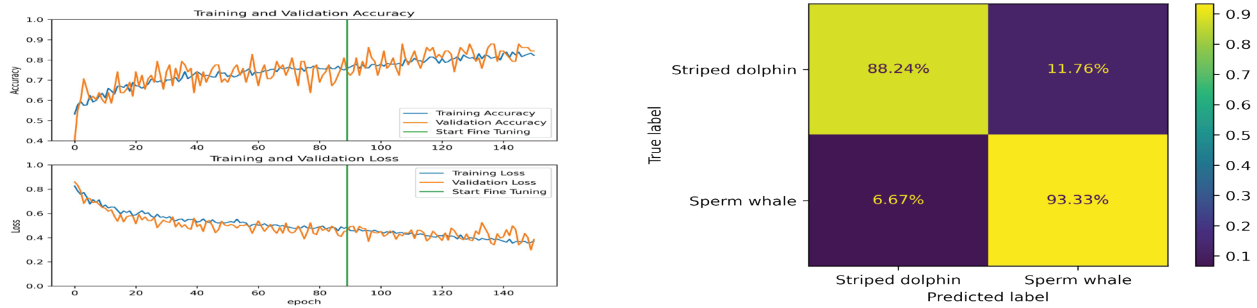 Training and Validation Accuracy
1.0
0.9
0.8
0.7
0.6
0.5
0.4
Accuracy
Training Accuracy
Validation Accuracy
Start Fine Tuning
0 20 40 60 80 100 120 140
Training and Validation Loss
1.0
0.8
0.6
0.4
0.2
0.0
Loss
Training Loss
Validation Loss
Start Fine Tuning
0 20 40 60 80 100 120 140
epoch
True label
Striped dolphin
88.24% 11.76%
Sperm whale
6.67% 93.33%
Striped dolphin Sperm whale
Predicted label
0.9
0.8
0.7
0.6
0.5
0.4
0.3
0.2
0.1